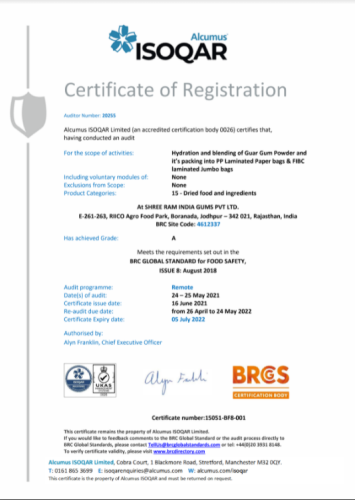 Alcumus
ISOQAR
Certificate of Registration
Auditor Number: 20255
Alcumus ISOQAR Limited (an accredited certification body 0026) certifies that,
having conducted an audit
For the scope of activities: Hydration and blending of Guar Gum Powder and
it's packing into PP Laminated Paper bags & FIBC
laminated Jumbo bags
Including voluntary modules of: None
Exclusions from Scope: None
Product Categories: 15 - Dried food and ingredients
At SHREE RAM INDIA GUMS PVT LTD.
E-261-263, RIICO Agro Food Park, Boranada, Jodhpur – 342 021, Rajasthan, India
BRC Site Code: 4612337
Has achieved Grade: A
Meets the requirements set out in the
BRC GLOBAL STANDARD for FOOD SAFETY,
ISSUE 8: August 2018
Audit programme: Remote
Date(s) of audit: 24 – 25 May 2021
Certificate issue date: 16 June 2021
Re-audit due date: from 26 April to 24 May 2022
Certificate Expiry date: 05 July 2022
Authorised by:
Alyn Franklin, Chief Executive Officer
UKAS
BRCGS
CERTIFICATION BODY
Certificate number:15051-BFB-001
This certificate remains the property of Alcumus ISOQAR Limited.
If you would like to feedback comments to the BRC Global Standard or the audit process directly to
BRC Global Standards, please contact Tellus@brcglobalstandards.com or tel: +44(0)20 3931 8148.
To verify certificate validity, please visit www.brcdirectory.com
Alcumus ISOQAR Limited, Cobra Court, 1 Blackmore Road, Stretford, Manchester M32 0QY.
T: 0161 865 3699 E: isoqarenquiries@alcumus.com W: alcumus.com/isoqar
This certificate is the property of Alcumus ISOQAR and must be returned on request.